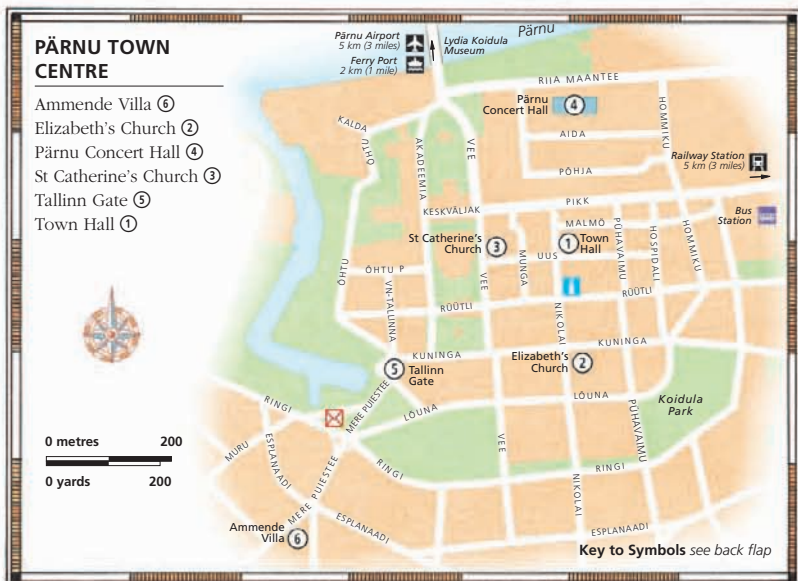 PÄRNU TOWN
CENTRE
Ammende Villa ⑥
Elizabeth's Church ②
Pärnu Concert Hall ④
St Catherine's Church ③
Tallinn Gate ⑤
Town Hall ①
0 metres 200
0 yards 200
Pärnu Airport
5 km (3 miles)
Ferry Port
2 km (1 mile)
Lydia Koidula
Museum
Pärnu
RIIA MAANTEE
Pärnu
Concert Hall
④
HOMMIKU
KALDA
ÕHTU
AKADEEMIA
VEE
AIDA
PÕHJA
Railway Station
5 km (3 miles)
PIKK
KESKVÄLJAK
Bus
Station
MALMÖ
St Catherine's
Church
③
①
Town
Hall
UUS
MUNGA
PÜHAVAIMU
HOSPIDALI
HOMMIKU
ÕHTU
ÕHTU P
VEE
VN-TALLINNA
i
RÜÜTLI
RÜÜTLI
NIKOLAI
KUNINGA
KUNINGA
⑤
Tallinn
Gate
Elizabeth's
Church
②
MERE PUIESTEE
LÕUNA
LÕUNA
Koidula
Park
RINGI
PÜHAVAIMU
VEE
MURU
ESPLANAADI
RINGI
RINGI
MERE PUIESTEE
NIKOLAI
ESPLANAADI
ESPLANAADI
Ammende
Villa
⑥
Key to Symbols see back flap